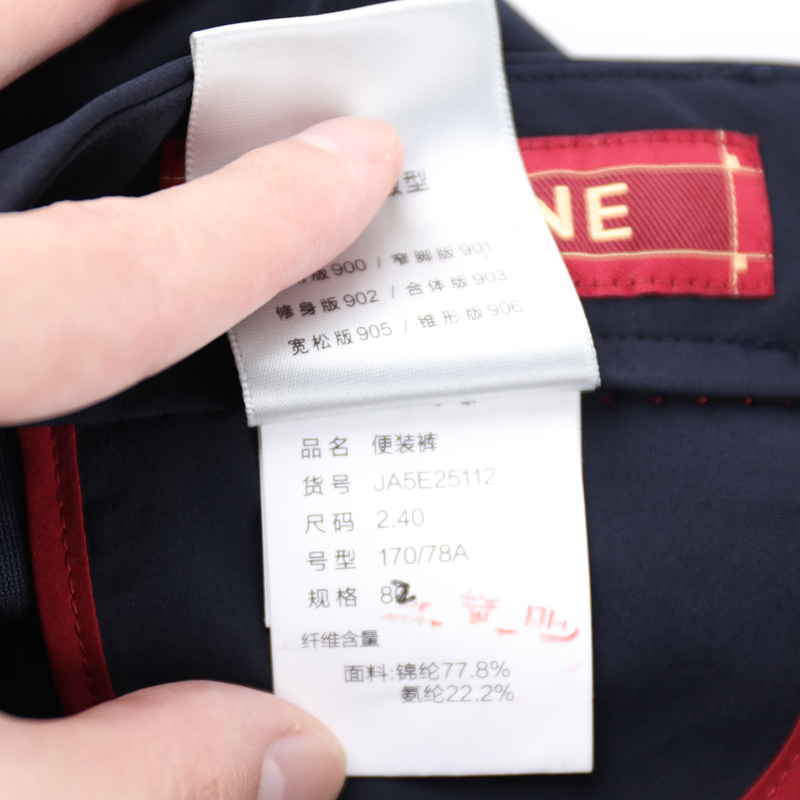 型
NE
版900 / 窄脚版901
修身版902 / 合体版903
宽松版905 / 锥形版906
品名 便装裤
货号 JA5E25112
尺码 2.40
号型 170/78A
规格 82
纤维含量
面料:锦纶77.8%
氨纶22.2%